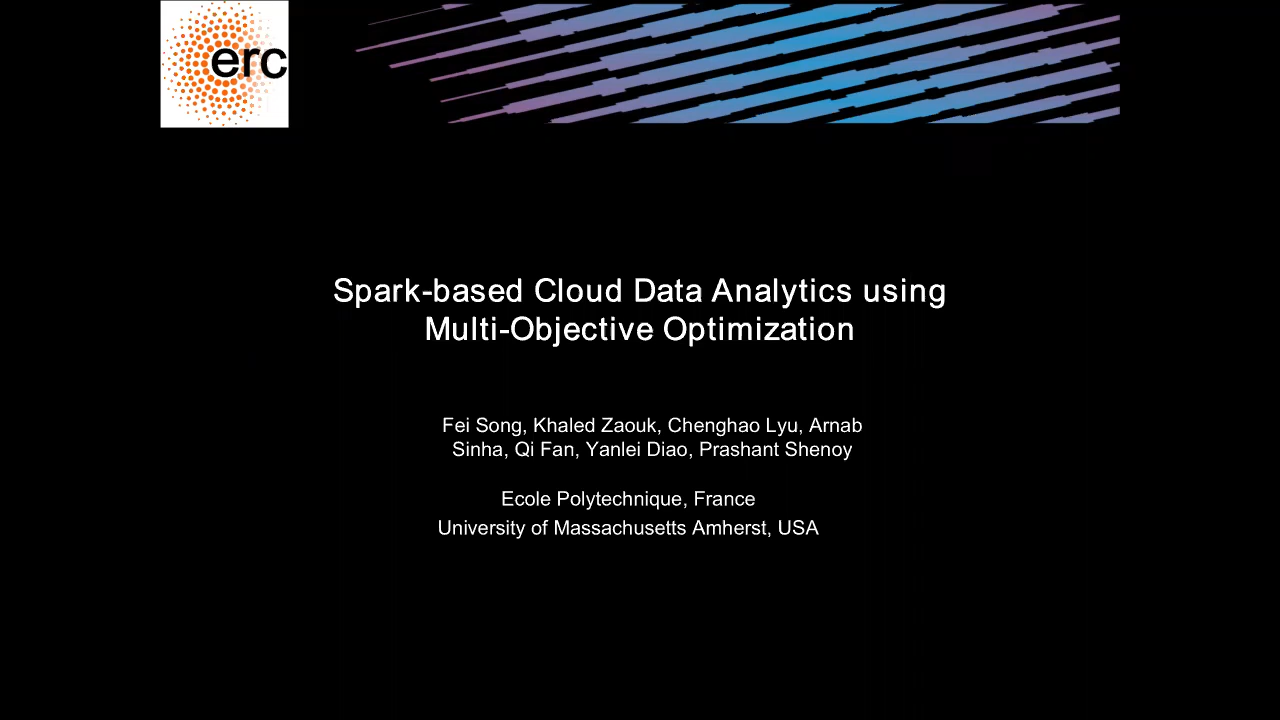 erc
Spark-based Cloud Data Analytics using
Multi-Objective Optimization
Fei Song, Khaled Zaouk, Chenghao Lyu, Arnab
Sinha, Qi Fan, Yanlei Diao, Prashant Shenoy
Ecole Polytechnique, France
University of Massachusetts Amherst, USA